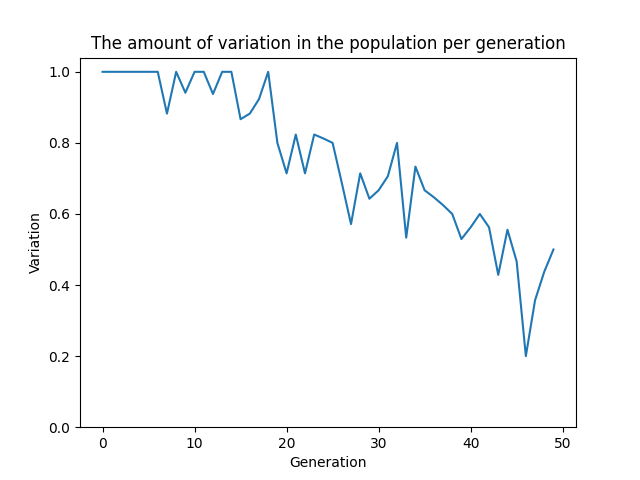 The amount of variation in the population per generation
1.0
0.8
0.6
0.4
0.2
0.0
Variation
0 10 20 30 40 50
Generation